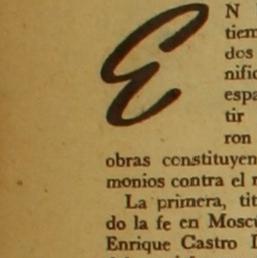 E N
tiem
dos
nific
espa
tir
ron
obras constituyen
monios contra el r
La primera, tit
do la fe en Moscú
Enrique Castro D